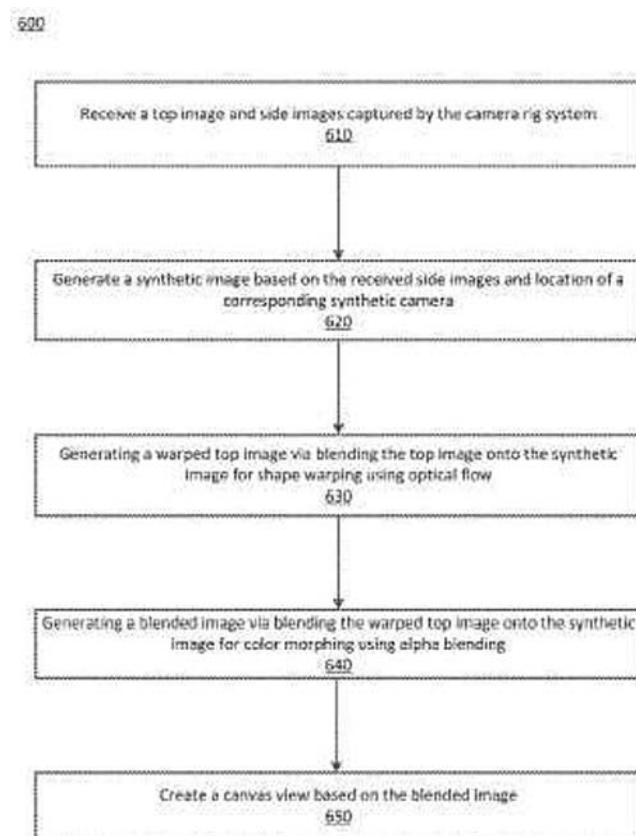 600
Receive a top image and side images captured by the camera rig system
610
Generate a synthetic image based on the received side images and location of a
corresponding synthetic camera
620
Generating a warped top image via blending the top image onto the synthetic
image for shape warping using optical flow
630
Generating a blended image via blending the warped top image onto the synthetic
image for color morphing using alpha blending
640
Create a canvas view based on the blended image
650